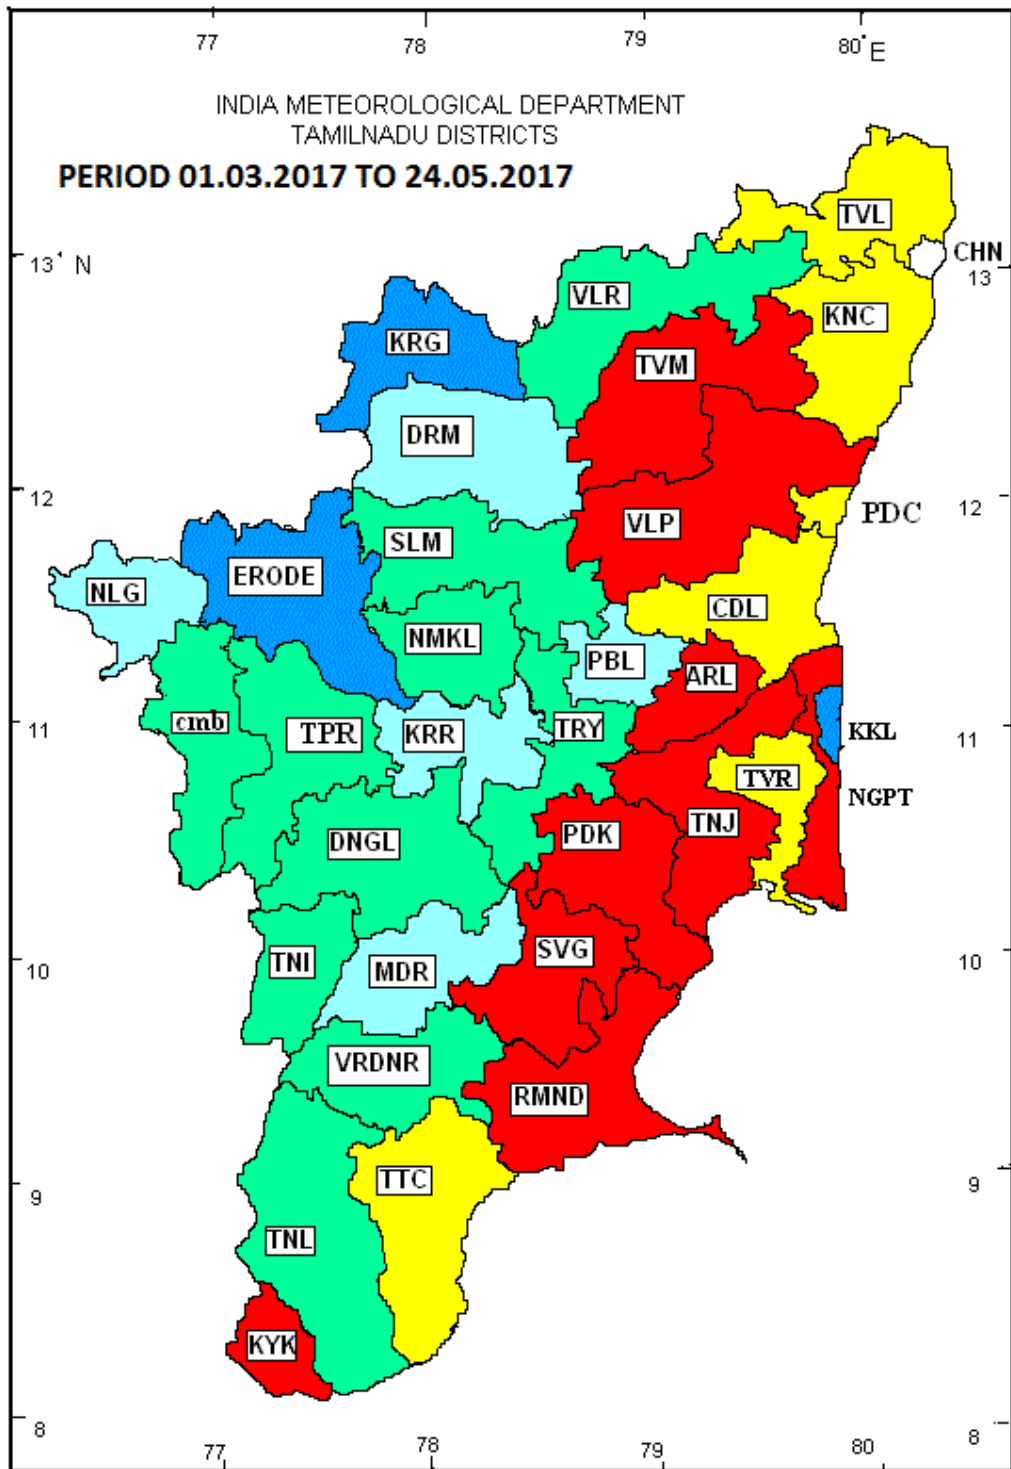 77 78 79 80° E
INDIA METEOROLOGICAL DEPARTMENT
TAMILNADU DISTRICTS
PERIOD 01.03.2017 TO 24.05.2017
TVL
13° N
CHN
13
VLR
KNC
KRG
TVM
DRM
12
12
VLP
PDC
SLM
ERODE
NLG
CDL
NMKL
PBL
ARL
cmb
11
TPR
KRR
TRY
KKL
11
TVR
NGPT
DNGL
PDK
TNJ
TNI
MDR
SVG
10
10
VRDNR
RMND
TTC
9
9
TNL
KYK
8
8
77 78 79 80